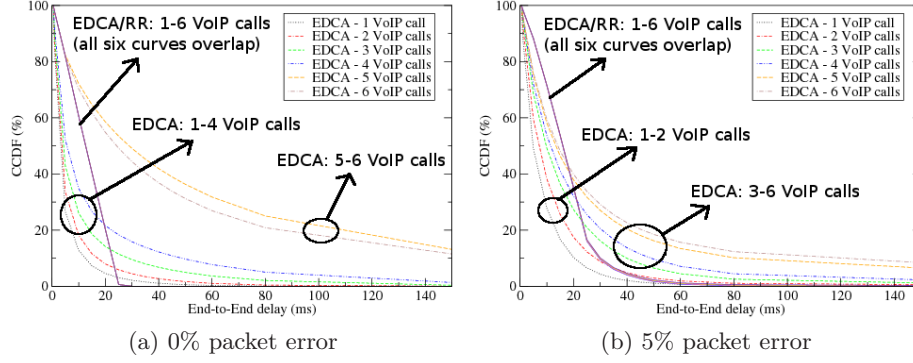 EDCA/RR: 1-6 VoIP calls
(all six curves overlap)
EDCA - 1 VoIP call
EDCA - 2 VoIP calls
EDCA - 3 VoIP calls
EDCA - 4 VoIP calls
EDCA - 5 VoIP calls
EDCA - 6 VoIP calls
EDCA: 1-4 VoIP calls
EDCA: 5-6 VoIP calls
CCDF (%)
100
80
60
40
20
0
0 20 40 60 80 100 120 140
End-to-End delay (ms)
(a) 0% packet error
EDCA/RR: 1-6 VoIP calls
(all six curves overlap)
EDCA - 1 VoIP call
EDCA - 2 VoIP calls
EDCA - 3 VoIP calls
EDCA - 4 VoIP calls
EDCA - 5 VoIP calls
EDCA - 6 VoIP calls
EDCA: 1-2 VoIP calls
EDCA: 3-6 VoIP calls
CCDF (%)
100
80
60
40
20
0
0 20 40 60 80 100 120 140
End-to-End delay (ms)
(b) 5% packet error